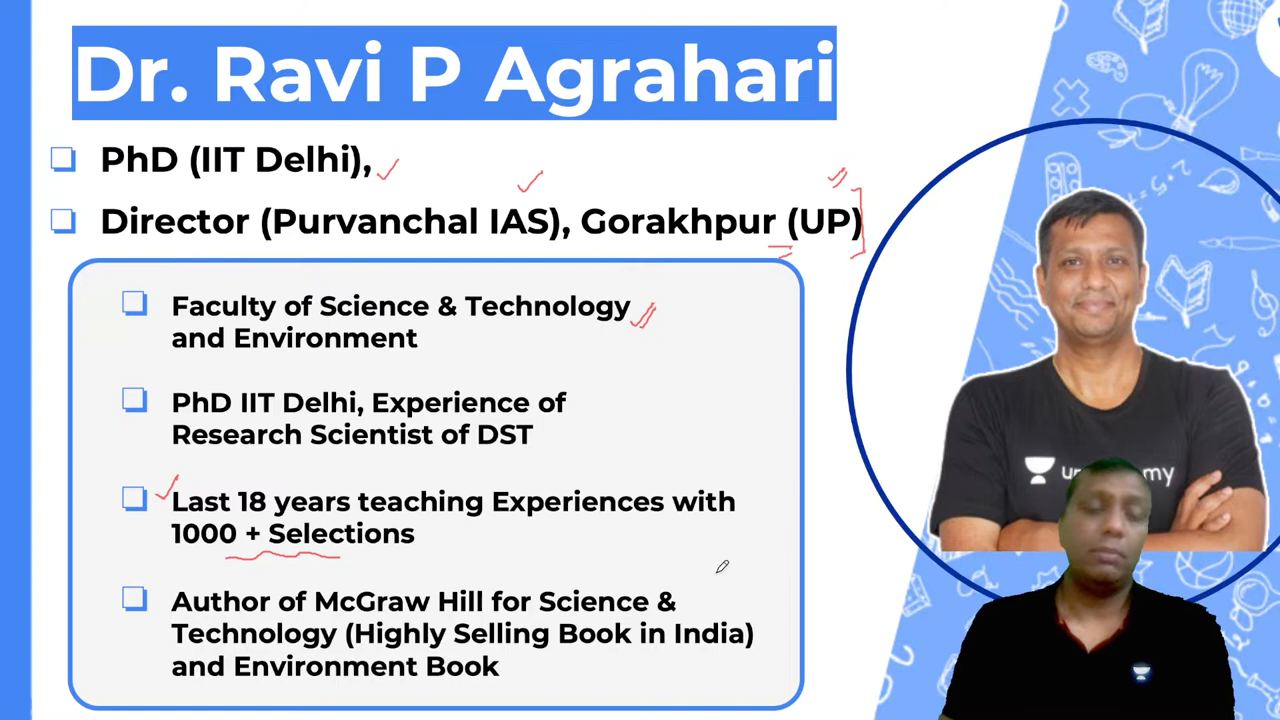 Dr. Ravi P Agrahari
PhD (IIT Delhi),
Director (Purvanchal IAS), Gorakhpur (UP)
Faculty of Science & Technology
and Environment
PhD IIT Delhi, Experience of
Research Scientist of DST
Last 18 years teaching Experiences with
1000 + Selections
Author of McGraw Hill for Science &
Technology (Highly Selling Book in India)
and Environment Book